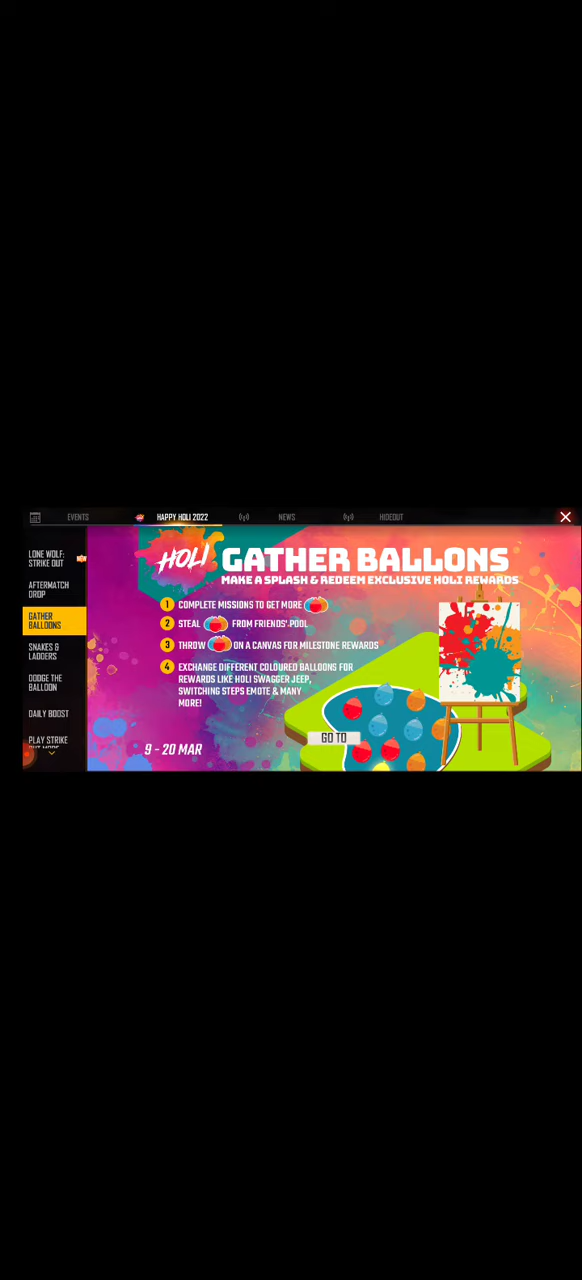 EVENTS
HAPPY HOLI 2022
NEWS
HIDEOUT
LONE WOLF:
STRIKE OUT
AFTERMATCH
DROP
GATHER
BALLOONS
SNAKES &
LADDERS
DODGE THE
BALLOON
DAILY BOOST
PLAY STRIKE
HOLI
GATHER BALLONS
MAKE A SPLASH & REDEEM EXCLUSIVE HOLI REWARDS
1 COMPLETE MISSIONS TO GET MORE
2 STEAL FROM FRIENDS' POOL
3 THROW ON A CANVAS FOR MILESTONE REWARDS
4 EXCHANGE DIFFERENT COLOURED BALLOONS FOR
REWARDS LIKE HOLI SWAGGER JEEP,
SWITCHING STEPS EMOTE & MANY
MORE!
GO TO
9 - 20 MAR